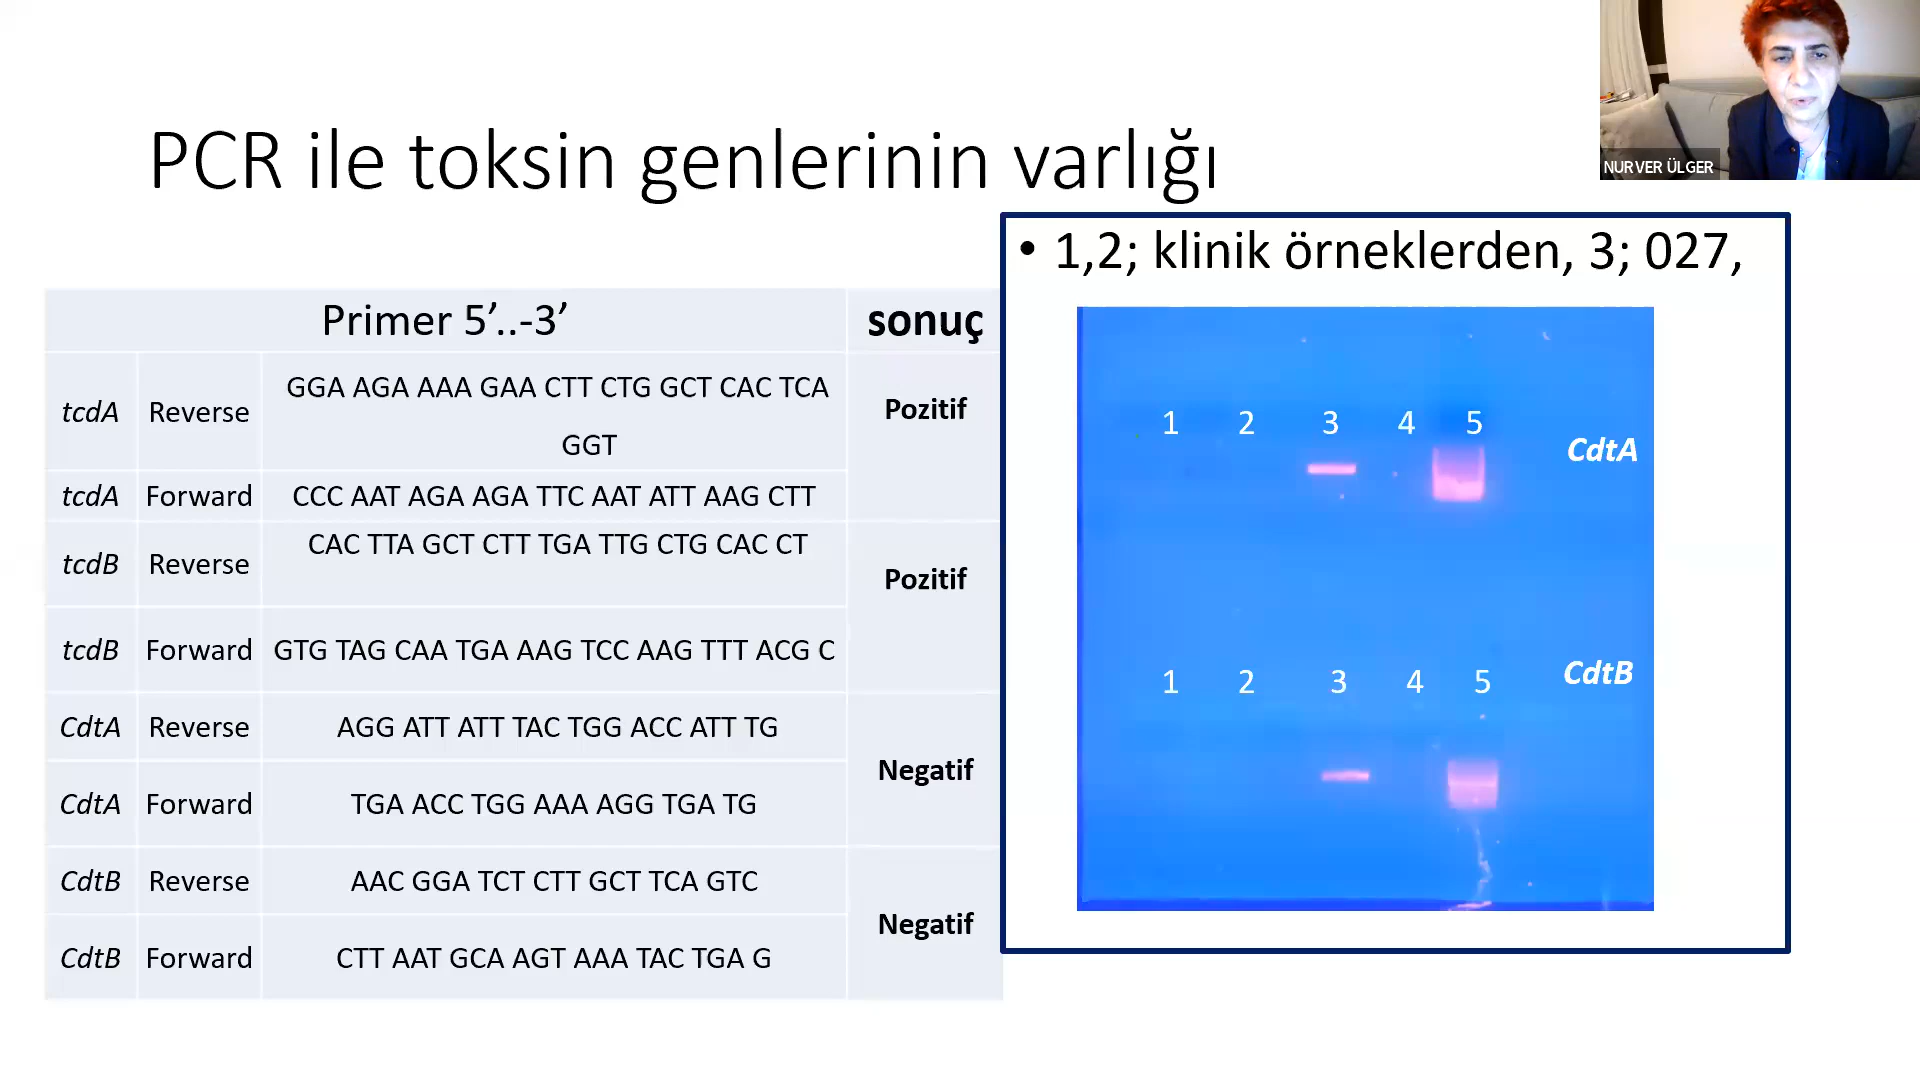 NURVER ÜLGER
PCR ile toksin genlerinin varlığı
• 1,2; klinik örneklerden, 3; 027,
Primer 5’..-3’ sonuç
tcdA Reverse GGA AGA AAA GAA CTT CTG GCT CAC TCA
GGT
Pozitif
tcdA Forward CCC AAT AGA AGA TTC AAT ATT AAG CTT
tcdB Reverse CAC TTA GCT CTT TGA TTG CTG CAC CT
Pozitif
tcdB Forward GTG TAG CAA TGA AAG TCC AAG TTT ACG C
CdtA Reverse AGG ATT ATT TAC TGG ACC ATT TG
Negatif
CdtA Forward TGA ACC TGG AAA AGG TGA TG
CdtB Reverse AAC GGA TCT CTT GCT TCA GTC
Negatif
CdtB Forward CTT AAT GCA AGT AAA TAC TGA G
1 2 3 4 5
CdtA
1 2 3 4 5
CdtB